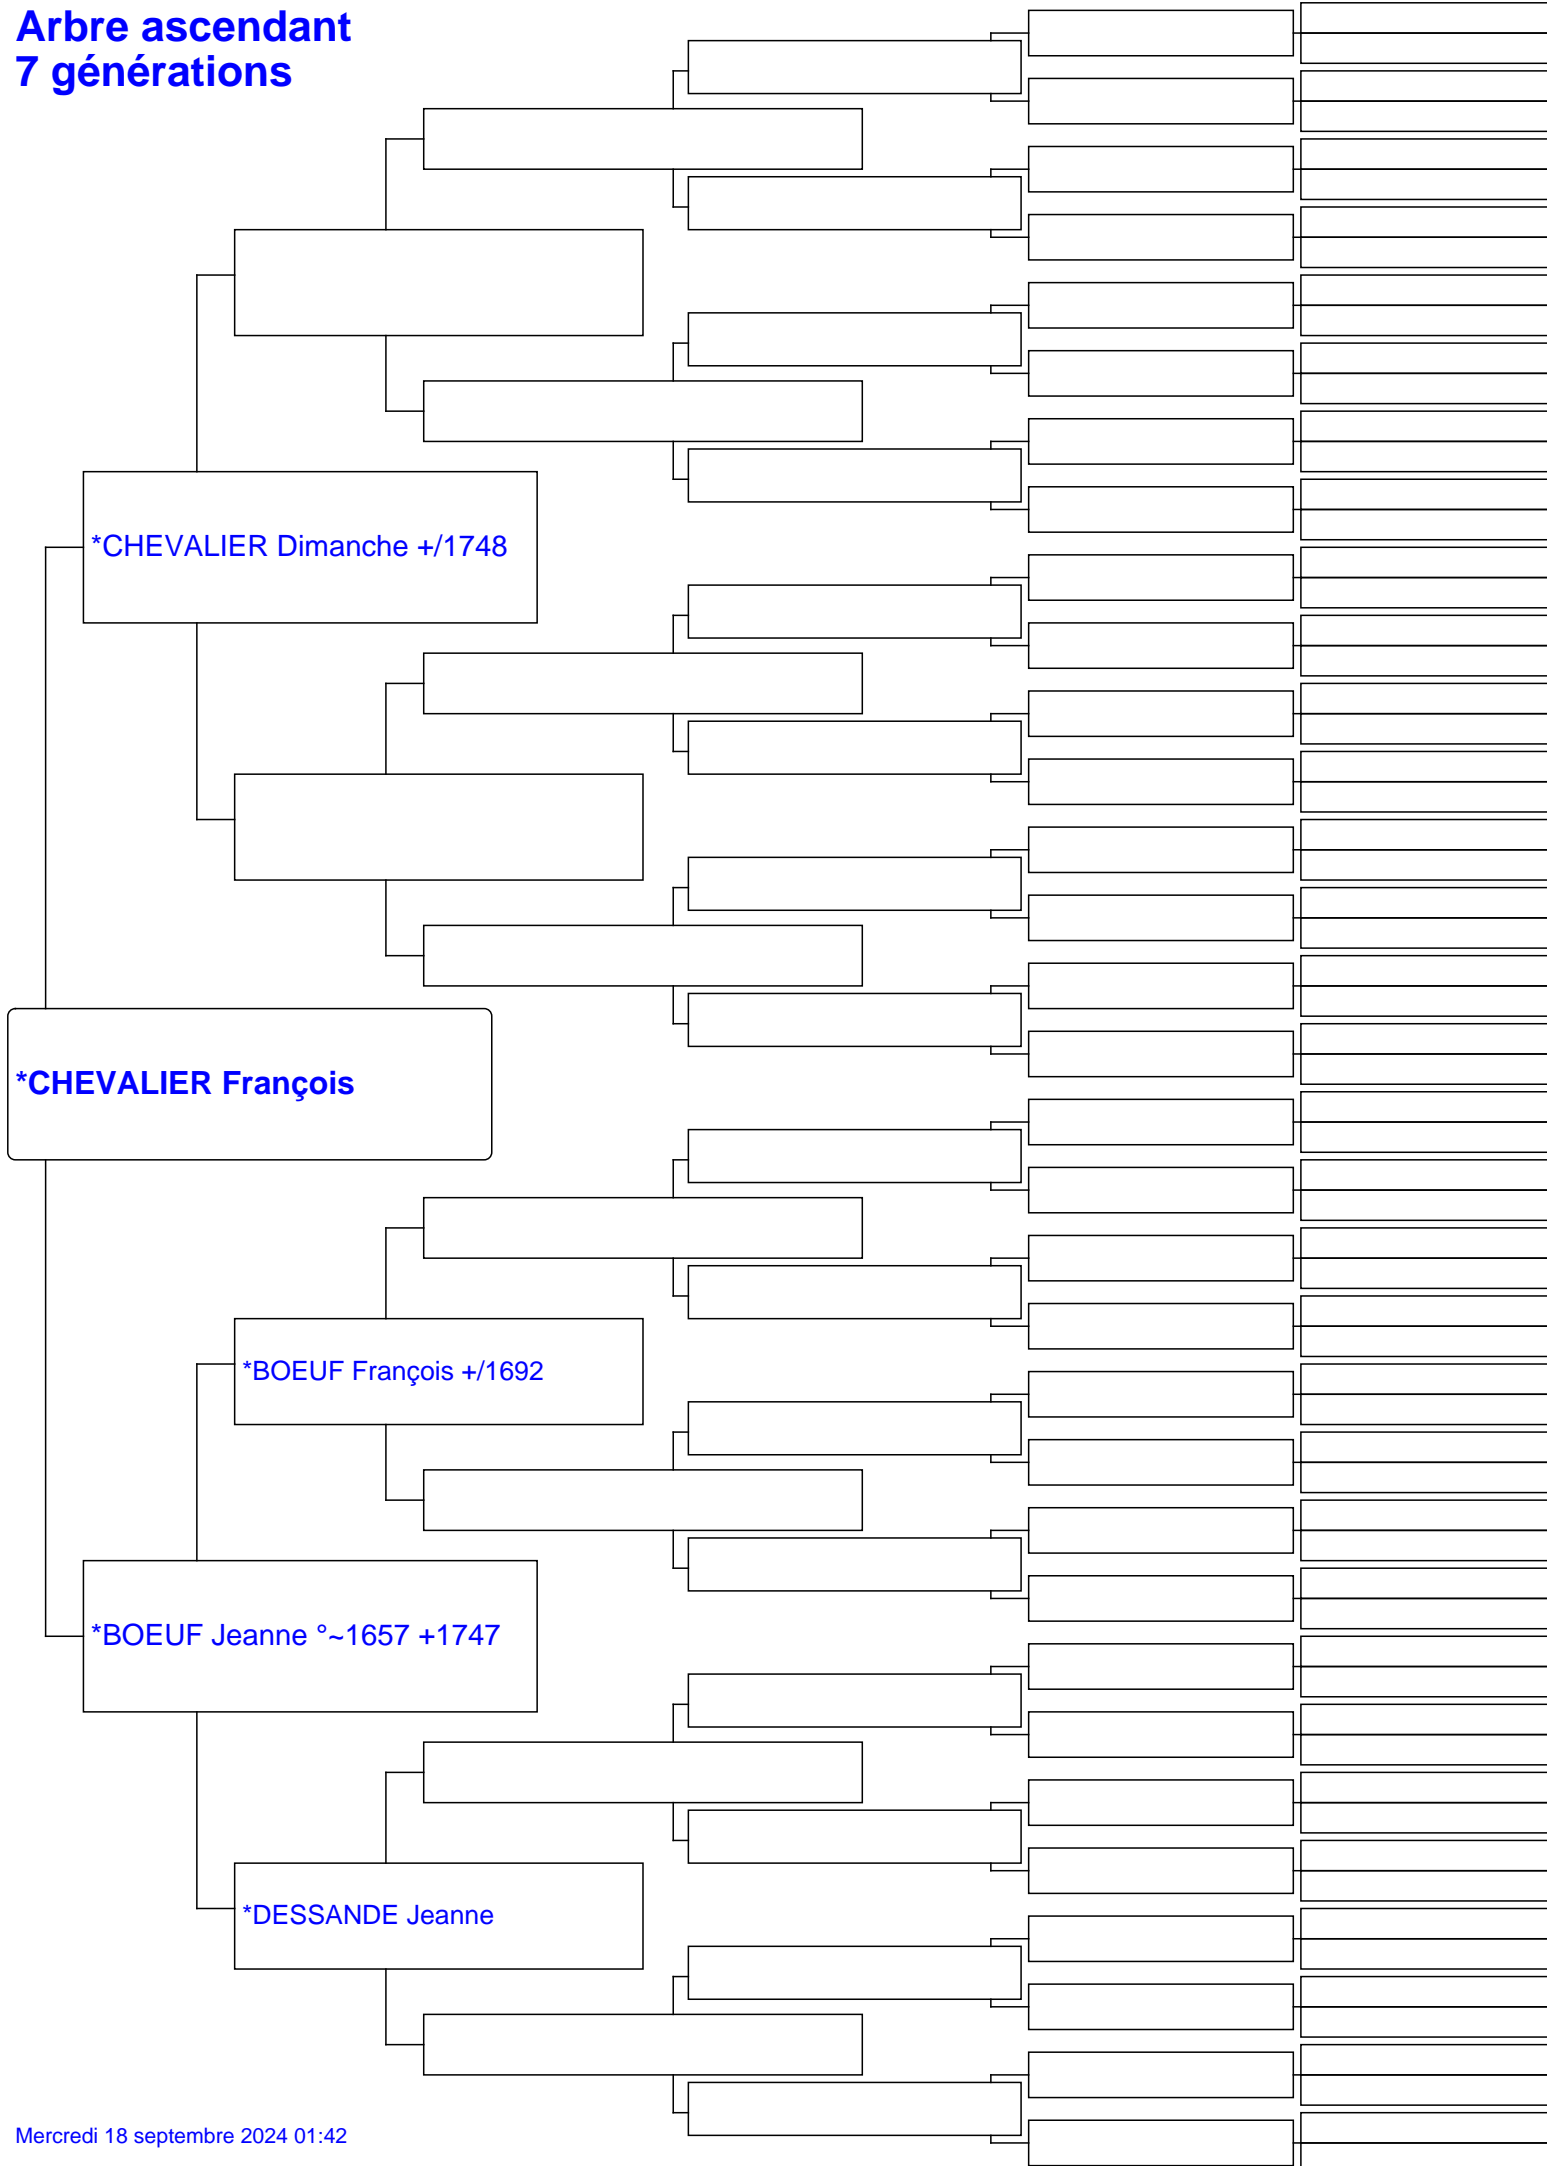 Arbre ascendant
7 générations
*CHEVALIER Dimanche +/1748
*CHEVALIER François
*BOEUF François +/1692
*BOEUF Jeanne °~1657 +1747
*DESSANDE Jeanne
Mercredi 18 septembre 2024 01:42